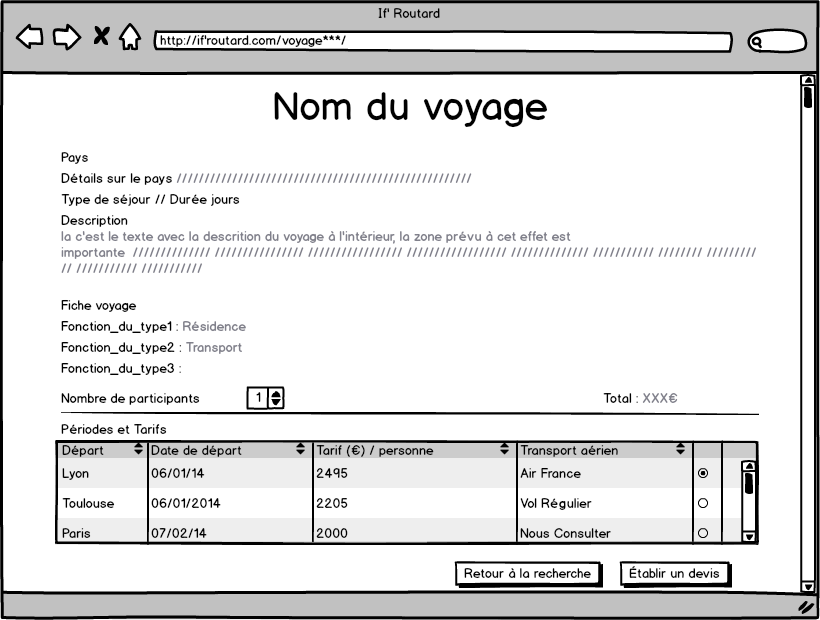 If' Routard
http://if'routard.com/voyage***/
Nom du voyage
Pays
Détails sur le pays /////////////////////////////////////////////////////
Type de séjour // Durée jours
Description
la c'est le texte avec la descrition du voyage à l'intérieur, la zone prévu à cet effet est
importante ////////////// //////////////// ///////////////// ////////////////// ////////////// /////////// //////// /////////
// /////////// ///////////
Fiche voyage
Fonction_du_type1 : Résidence
Fonction_du_type2 : Transport
Fonction_du_type3 :
Nombre de participants 1 Total : XXX€
Périodes et Tarifs
Départ Date de départ Tarif (€) / personne Transport aérien
Lyon 06/01/14 2495 Air France
Toulouse 06/01/2014 2205 Vol Régulier
Paris 07/02/14 2000 Nous Consulter
Retour à la recherche Établir un devis